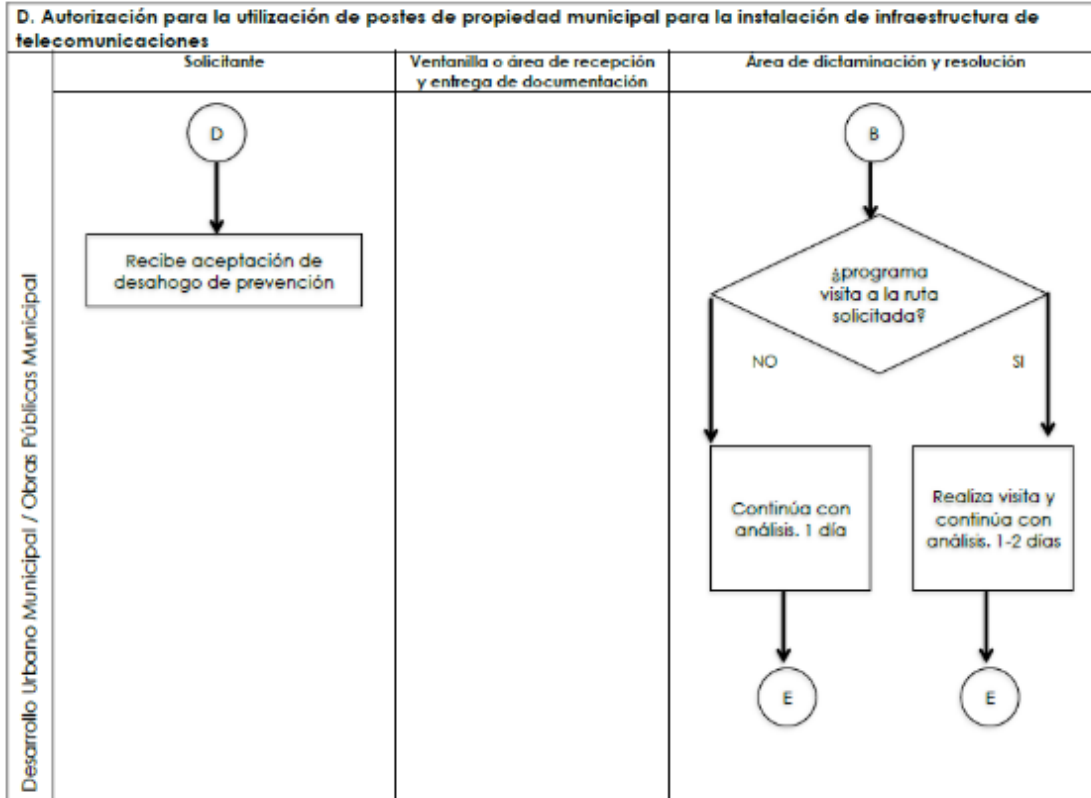 D. Autorización para la utilización de postes de propiedad municipal para la instalación de infraestructura de
telecomunicaciones
Solicitante
Ventanilla o área de recepción
y entrega de documentación
Área de dictaminación y resolución
Desarrollo Urbano Municipal / Obras Públicas Municipal
D
Recibe aceptación de
desahogo de prevención
B
¿programa
visita a la ruta
solicitada?
NO
SI
Continúa con
análisis. 1 día
Realiza visita y
continúa con
análisis. 1-2 días
E
E